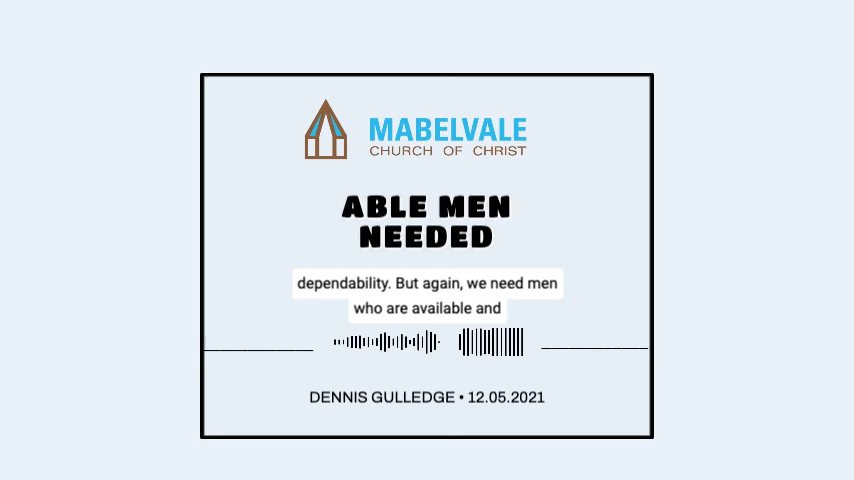 MABELVALE
CHURCH OF CHRIST
ABLE MEN
NEEDED
dependability. But again, we need men
who are available and
DENNIS GULLEDGE • 12.05.2021